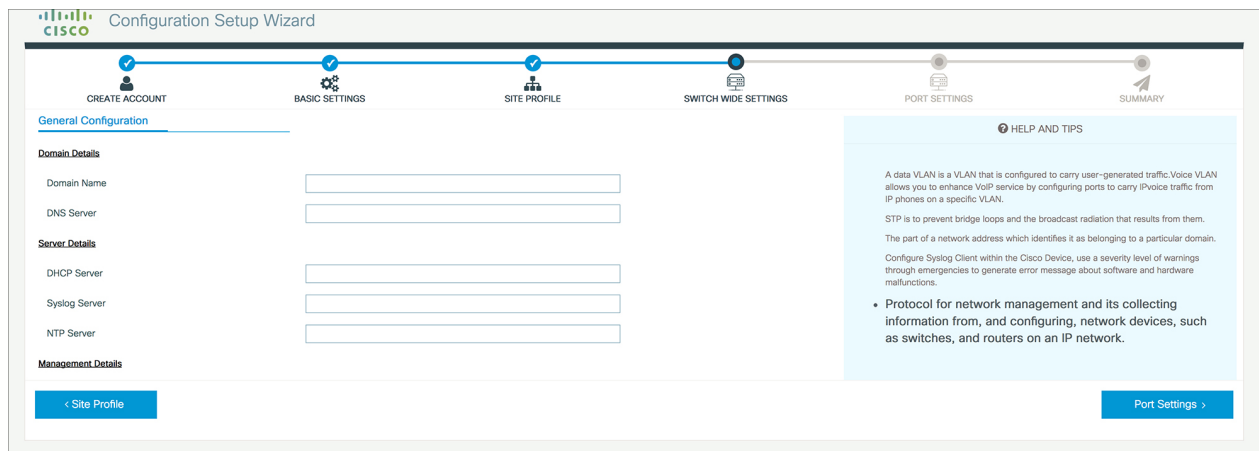 CISCO
Configuration Setup Wizard
CREATE ACCOUNT
BASIC SETTINGS
SITE PROFILE
SWITCH WIDE SETTINGS
PORT SETTINGS
SUMMARY
General Configuration
Domain Details
Domain Name
DNS Server
Server Details
DHCP Server
Syslog Server
NTP Server
Management Details
HELP AND TIPS
A data VLAN is a VLAN that is configured to carry user-generated traffic.Voice VLAN
allows you to enhance VoIP service by configuring ports to carry IPvoice traffic from
IP phones on a specific VLAN.
STP is to prevent bridge loops and the broadcast radiation that results from them.
The part of a network address which identifies it as belonging to a particular domain.
Configure Syslog Client within the Cisco Device, use a severity level of warnings
through emergencies to generate error message about software and hardware
malfunctions.
• Protocol for network management and its collecting
information from, and configuring, network devices, such
as switches, and routers on an IP network.
‹ Site Profile
Port Settings ›